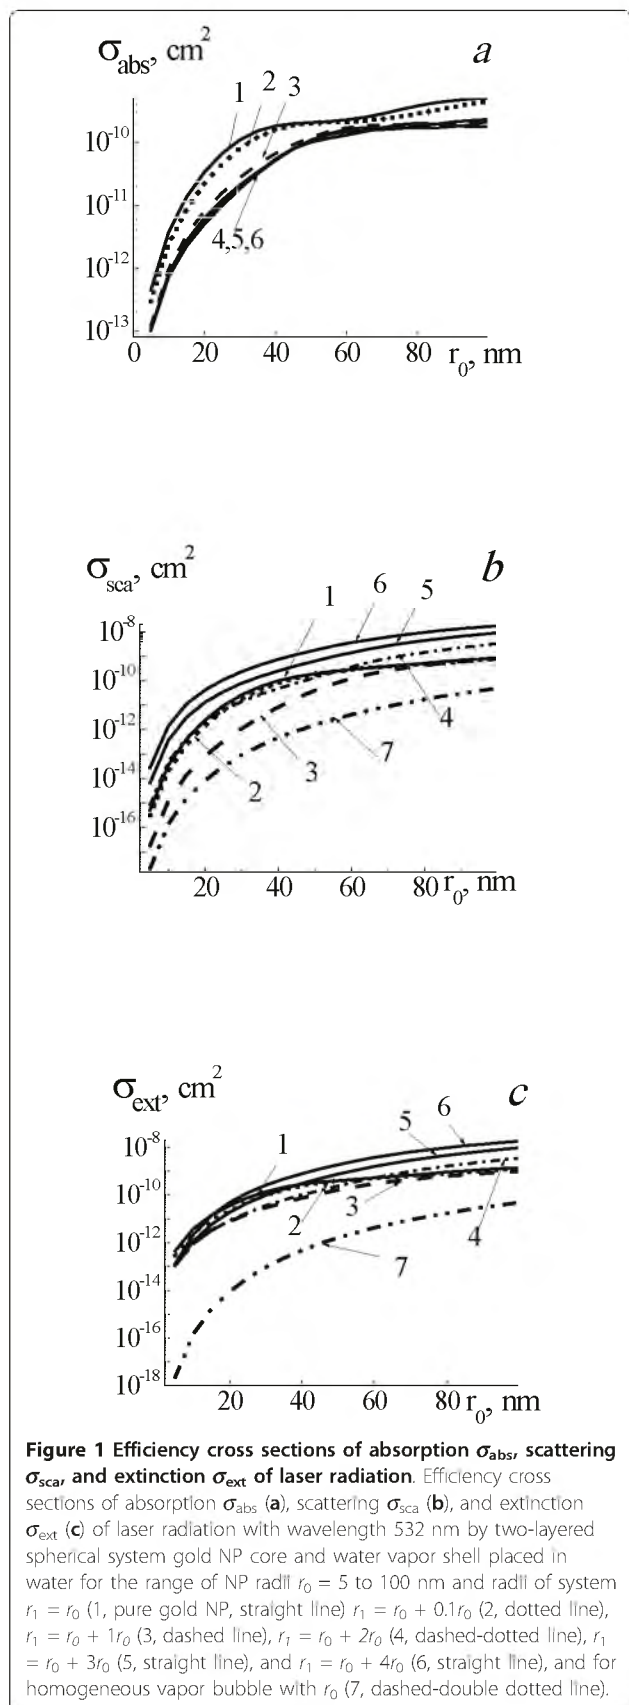 σabs, cm² a
1 2 3
10⁻¹⁰
10⁻¹¹
4,5,6
10⁻¹²
10⁻¹³
0 20 40 60 80 r₀, nm
σsca, cm² b
1 6 5
10⁻⁸
10⁻¹⁰
10⁻¹²
4
7
3
10⁻¹⁴
2
10⁻¹⁶
20 40 60 80 r₀, nm
σext, cm² c
1 5 6
10⁻⁸
10⁻¹⁰
2 3 4
10⁻¹²
7
10⁻¹⁴
10⁻¹⁶
10⁻¹⁸
20 40 60 80 r₀, nm
Figure 1 Efficiency cross sections of absorption σabs, scattering
σsca, and extinction σext of laser radiation. Efficiency cross
sections of absorption σabs (a), scattering σsca (b), and extinction
σext (c) of laser radiation with wavelength 532 nm by two-layered
spherical system gold NP core and water vapor shell placed in
water for the range of NP radii r₀ = 5 to 100 nm and radii of system
r₁ = r₀ (1, pure gold NP, straight line) r₁ = r₀ + 0.1r₀ (2, dotted line),
r₁ = r₀ + 1r₀ (3, dashed line), r₁ = r₀ + 2r₀ (4, dashed-dotted line), r₁
= r₀ + 3r₀ (5, straight line), and r₁ = r₀ + 4r₀ (6, straight line), and for
homogeneous vapor bubble with r₀ (7, dashed-double dotted line).